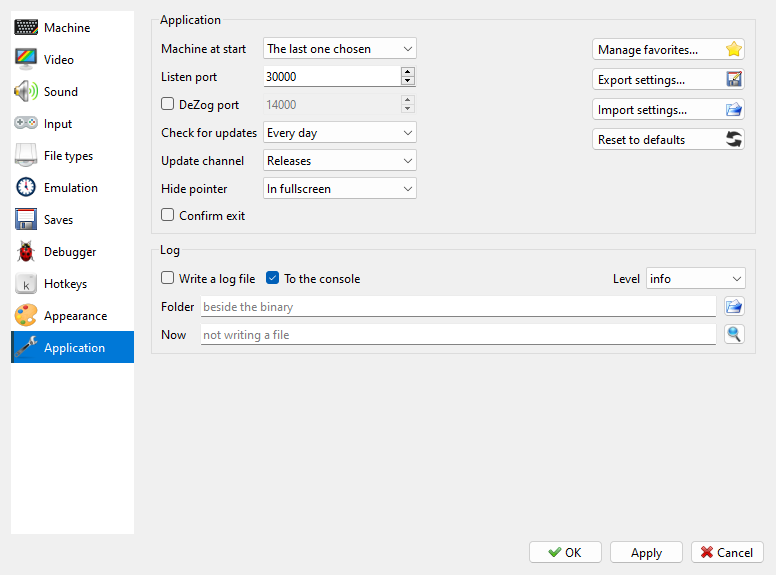 Machine
Video
Sound
Input
File types
Emulation
Saves
Debugger
Hotkeys
k
Appearance
Application
Application
Machine at start The last one chosen
Listen port 30000
DeZog port 14000
Check for updates Every day
Update channel Releases
Hide pointer In fullscreen
Confirm exit
Manage favorites...
Export settings...
Import settings...
Reset to defaults
Log
Write a log file To the console Level info
Folder beside the binary
Now not writing a file
OK Apply Cancel